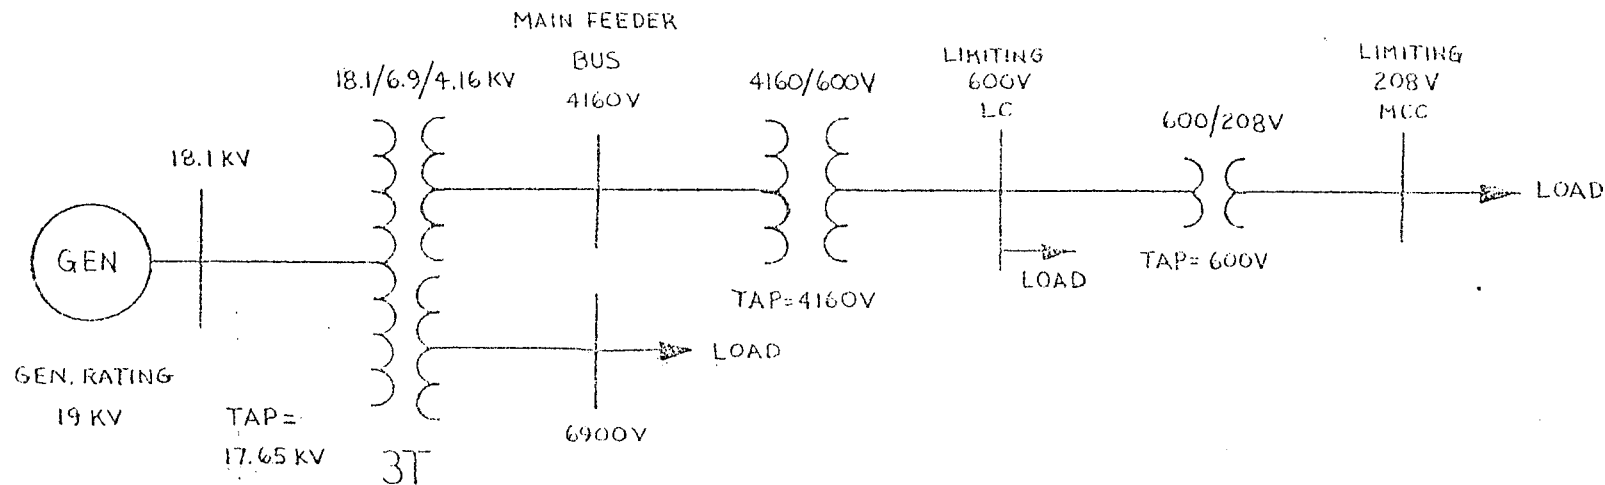 MAIN FEEDER
BUS
4160V
18.1/6.9/4.16 KV
4160/600V
LIMITING
600V
LC
LIMITING
208V
MCC
600/208V
18.1 KV
GEN
LOAD
TAP=600V
LOAD
TAP=4160V
LOAD
GEN. RATING
19 KV
TAP=
17.65 KV
6900V
3T